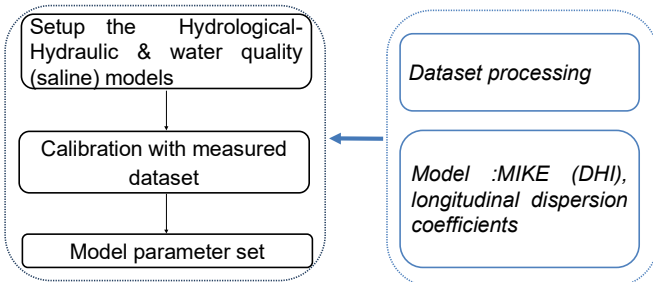 Setup the Hydrological-
Hydraulic & water quality
(saline) models
Calibration with measured
dataset
Model parameter set
Dataset processing
Model :MIKE (DHI),
longitudinal dispersion
coefficients